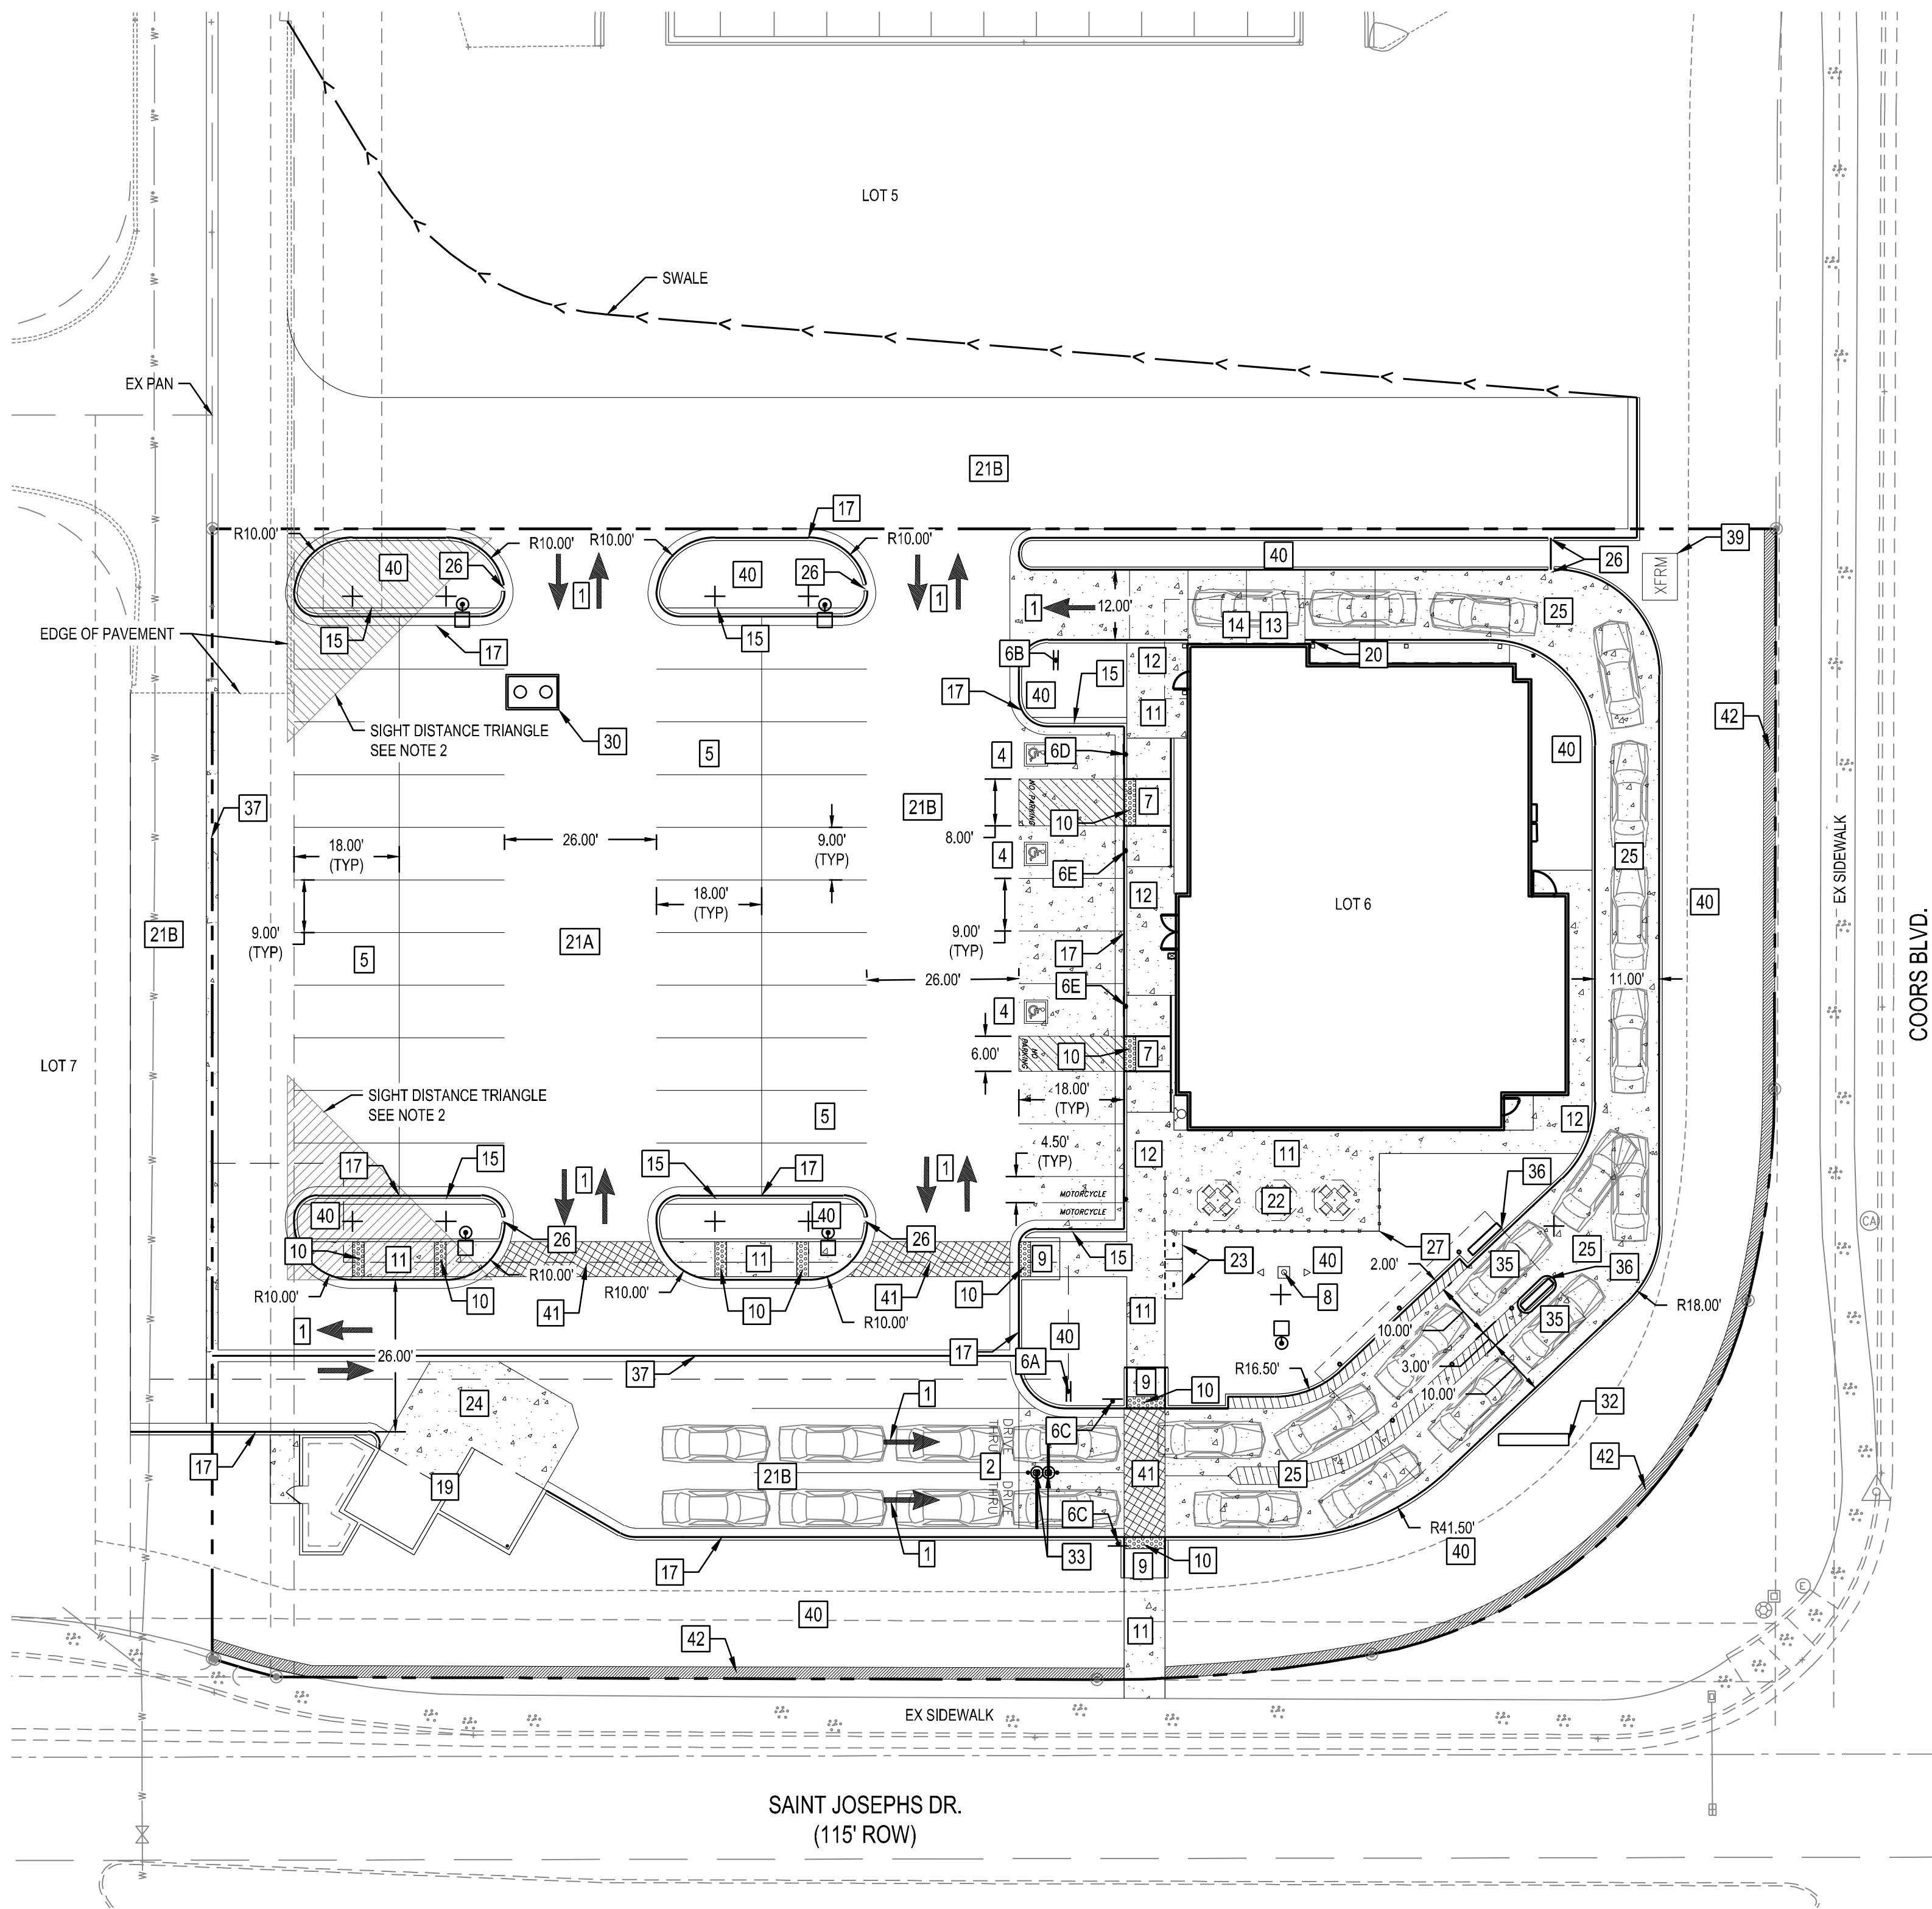 LOT 5
SWALE
EX PAN
21B
17
R10.00'
R10.00'
R10.00'
R10.00'
40
26
40
26
1
1
40
26
39
XFRM
1
12.00'
14
13
25
EDGE OF PAVEMENT
15
17
15
6B
12
20
15
17
40
11
SIGHT DISTANCE TRIANGLE
SEE NOTE 2
30
5
4
6D
40
42
NO PARKING
7
10
37
21B
8.00'
18.00'
(TYP)
26.00'
9.00'
(TYP)
4
6E
25
EX SIDEWALK
18.00'
(TYP)
12
LOT 6
40
21B
9.00'
(TYP)
5
21A
9.00'
(TYP)
17
26.00'
6E
11.00'
COORS BLVD.
4
LOT 7
6.00'
NO
PARKING
10
7
SIGHT DISTANCE TRIANGLE
SEE NOTE 2
5
18.00'
(TYP)
12
4.50'
(TYP)
12
11
17
15
1
15
17
1
36
MOTORCYCLE
MOTORCYCLE
22
40
40
26
26
27
25
CA
10
11
11
9
15
23
40
2.00'
35
36
R10.00'
R10.00'
10
41
R10.00'
10
R10.00'
41
10
8
11
35
R18.00'
1
10.00'
26.00'
37
17
40
6A
3.00'
R16.50'
10.00'
9
10
24
1
32
DRIVE
THRU
6C
17
19
21B
2
41
25
42
DRIVE
THRU
6C
R41.50'
40
17
1
33
9
10
E
40
11
42
EX SIDEWALK
SAINT JOSEPHS DR.
(115' ROW)